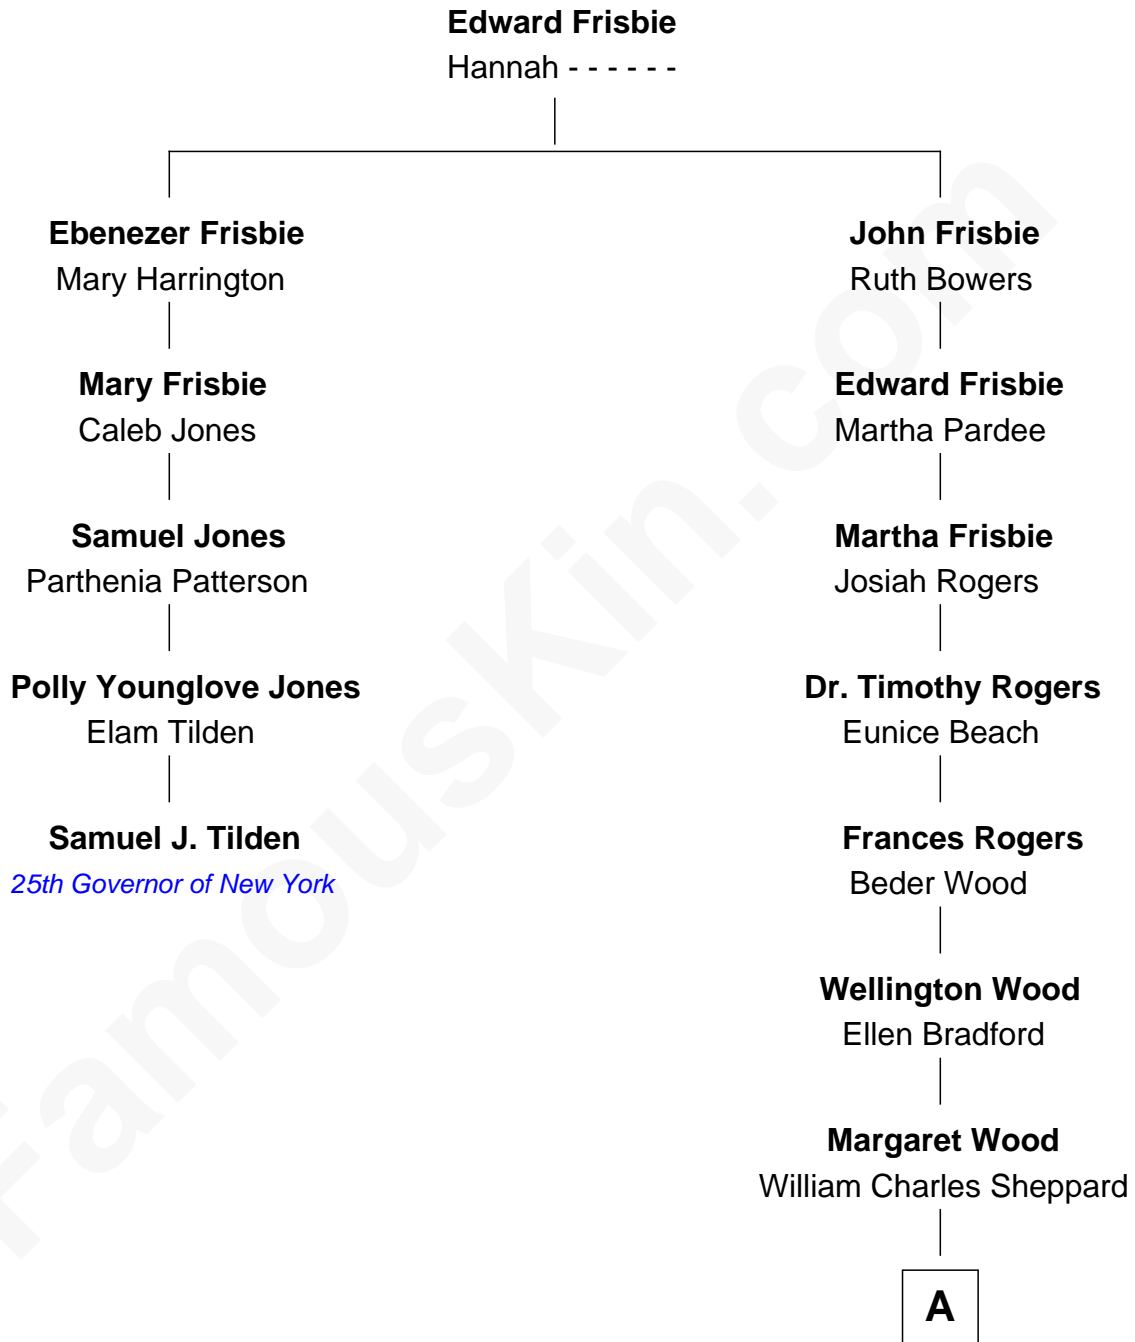 Edward Frisbie
Hannah - - - - - -
Ebenezer Frisbie
Mary Harrington
John Frisbie
Ruth Bowers
Mary Frisbie
Caleb Jones
Edward Frisbie
Martha Pardee
Samuel Jones
Parthenia Patterson
Martha Frisbie
Josiah Rogers
Polly Younglove Jones
Elam Tilden
Dr. Timothy Rogers
Eunice Beach
Samuel J. Tilden
25th Governor of New York
Frances Rogers
Beder Wood
Wellington Wood
Ellen Bradford
Margaret Wood
William Charles Sheppard
A
FamousKin.com